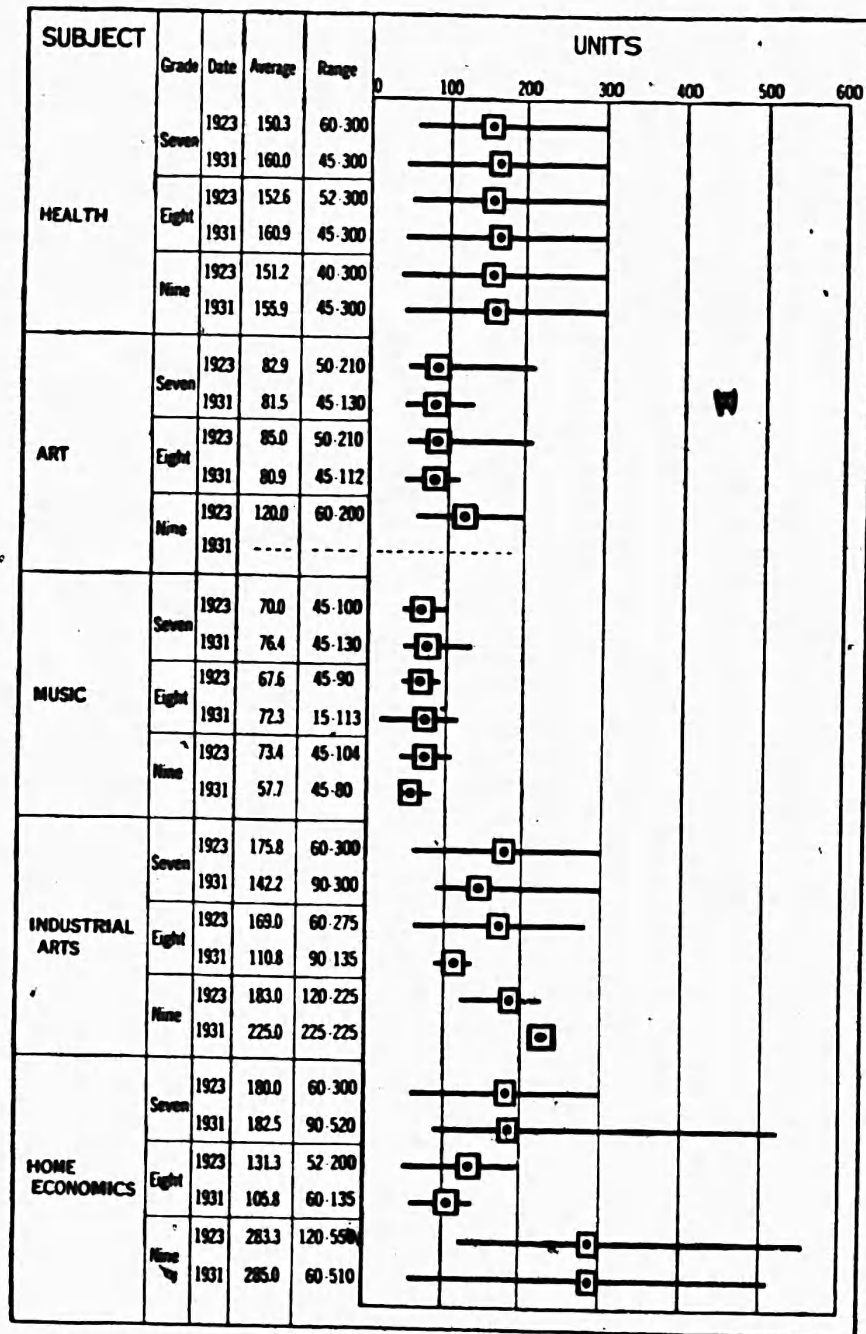 SUBJECT Grade Date Average Range UNITS
0 100 200 300 400 500 600
HEALTH
Seven 1923 150.3 60-300
1931 160.0 45-300
Eight 1923 152.6 52-300
1931 160.9 45-300
Nine 1923 151.2 40-300
1931 155.9 45-300
ART
Seven 1923 82.9 50-210
1931 81.5 45-130
Eight 1923 85.0 50-210
1931 80.9 45-112
Nine 1923 120.0 60-200
1931 ---- -----
MUSIC
Seven 1923 70.0 45-100
1931 76.4 45-130
Eight 1923 67.6 45-90
1931 72.3 15-113
Nine 1923 73.4 45-104
1931 57.7 45-80
INDUSTRIAL
ARTS
Seven 1923 175.8 60-300
1931 142.2 90-300
Eight 1923 169.0 60-275
1931 110.8 90-135
Nine 1923 183.0 120-225
1931 225.0 225-225
HOME
ECONOMICS
Seven 1923 180.0 60-300
1931 182.5 90-520
Eight 1923 131.3 52-200
1931 105.8 60-135
Nine 1923 283.3 120-550
1931 285.0 60-510